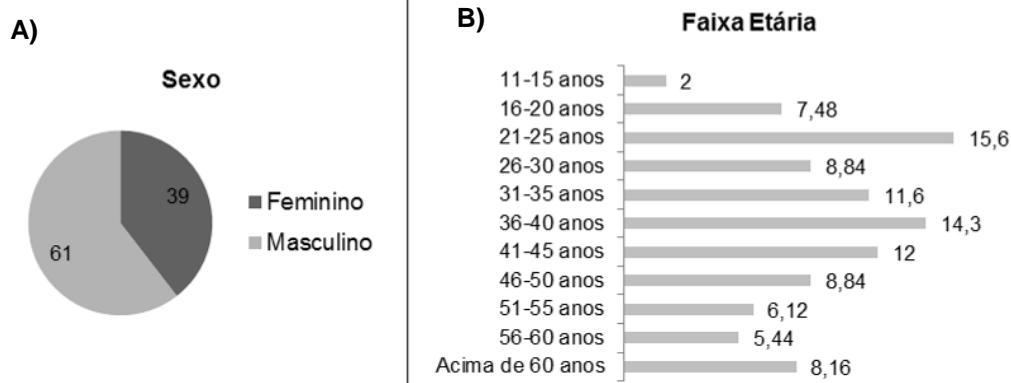 A)
Sexo
39
61
Feminino
Masculino
B)
Faixa Etária
11-15 anos 2
16-20 anos 7,48
21-25 anos 15,6
26-30 anos 8,84
31-35 anos 11,6
36-40 anos 14,3
41-45 anos 12
46-50 anos 8,84
51-55 anos 6,12
56-60 anos 5,44
Acima de 60 anos 8,16